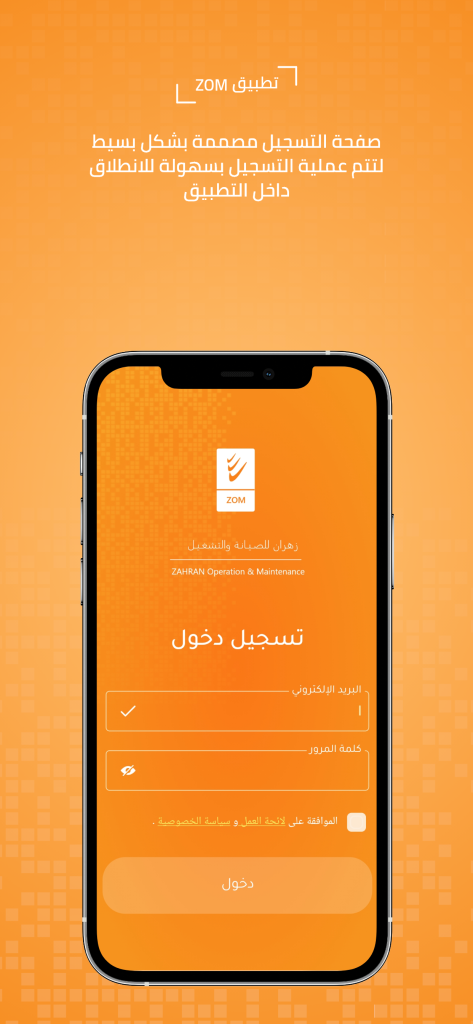 تطبيق ZOM
صفحة التسجيل مصممة بشكل بسيط
لتتم عملية التسجيل بسهولة للانطلاق
داخل التطبيق
ZOM
زهران للصيانة والتشغيل
ZAHRAN Operation & Maintenance
تسجيل دخول
البريد الإلكتروني
كلمة المرور
الموافقة على لائحة العمل و سياسة الخصوصية .
دخول